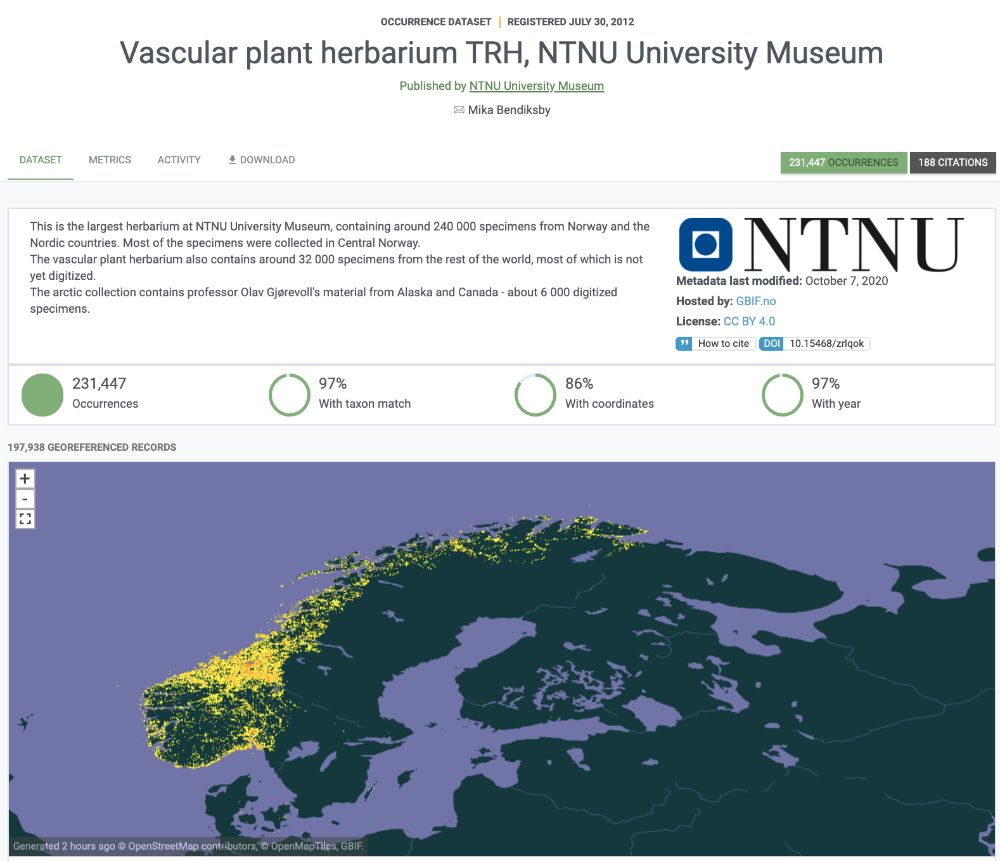 OCCURRENCE DATASET | REGISTERED JULY 30, 2012
Vascular plant herbarium TRH, NTNU University Museum
Published by NTNU University Museum
Mika Bendiksby
DATASET METRICS ACTIVITY DOWNLOAD
231,447 OCCURRENCES 188 CITATIONS
This is the largest herbarium at NTNU University Museum, containing around 240 000 specimens from Norway and the
Nordic countries. Most of the specimens were collected in Central Norway.
The vascular plant herbarium also contains around 32 000 specimens from the rest of the world, most of which is not
yet digitized.
The arctic collection contains professor Olav Gjørevoll's material from Alaska and Canada - about 6 000 digitized
specimens.
NTNU
Metadata last modified: October 7, 2020
Hosted by: GBIF.no
License: CC BY 4.0
” How to cite DOI 10.15468/zrlqok
231,447
Occurrences
97%
With taxon match
86%
With coordinates
97%
With year
197,938 GEOREFERENCED RECORDS
+
-
Generated 2 hours ago © OpenStreetMap contributors, © OpenMapTiles, GBIF.